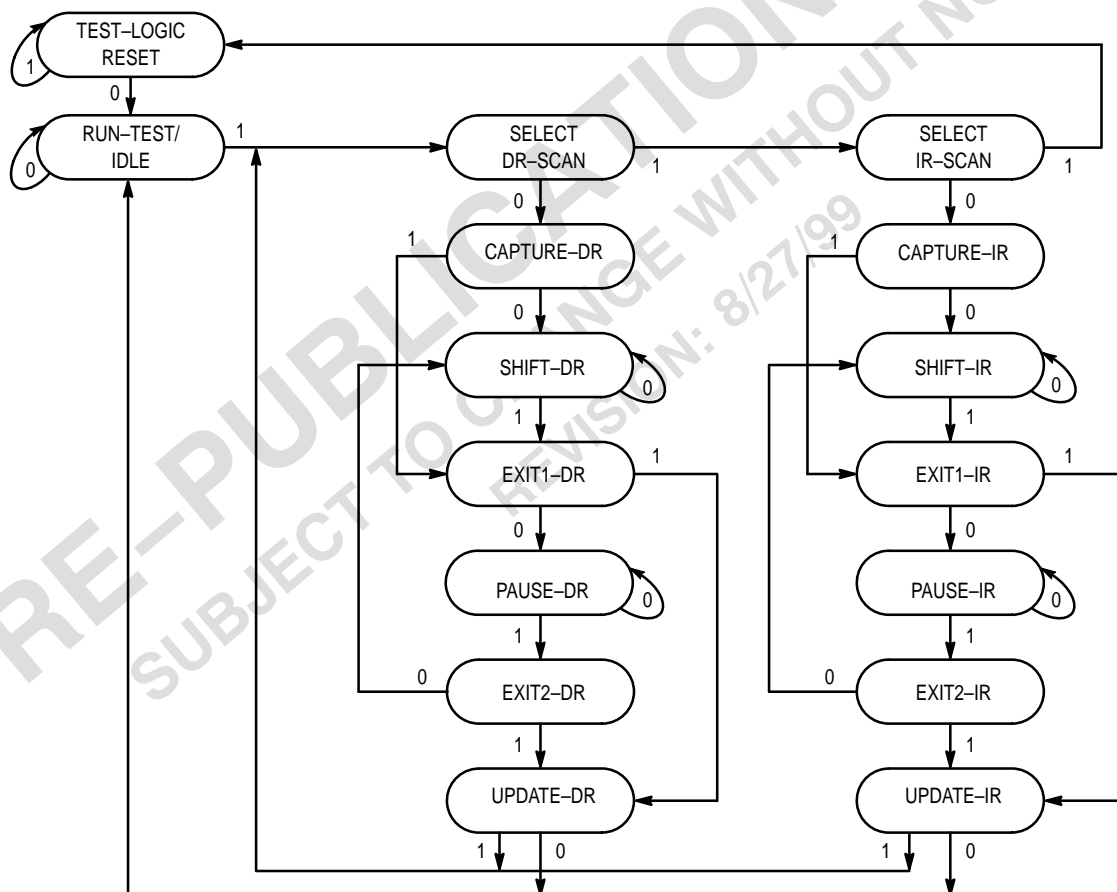 TEST–LOGIC
RESET
1
0
RUN–TEST/
IDLE
0
1
SELECT
DR–SCAN
1
SELECT
IR–SCAN
1
0
0
1
CAPTURE–DR
1
CAPTURE–IR
0
0
SHIFT–DR
0
SHIFT–IR
0
1
1
EXIT1–DR
1
EXIT1–IR
1
0
0
PAUSE–DR
0
PAUSE–IR
0
1
1
0
EXIT2–DR
0
EXIT2–IR
1
1
UPDATE–DR
UPDATE–IR
1
0
1
0
RE–PUBLICATION
SUBJECT TO CHANGE WITHOUT NO
REVISION: 8/27/99